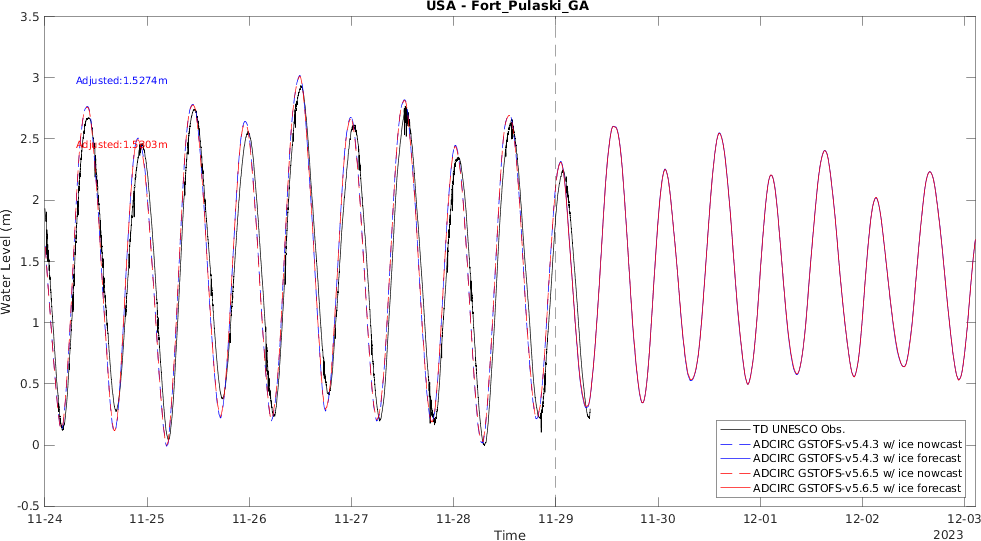 USA - Fort_Pulaski_GA
3.5
3
2.5
2
1.5
1
0.5
0
-0.5
Water Level (m)
Adjusted:1.5274m
TD UNESCO Obs.
ADCIRC GSTOFS-v5.4.3 w/ ice nowcast
ADCIRC GSTOFS-v5.4.3 w/ ice forecast
ADCIRC GSTOFS-v5.6.5 w/ ice nowcast
ADCIRC GSTOFS-v5.6.5 w/ ice forecast
11-24 11-25 11-26 11-27 11-28 11-29 11-30 12-01 12-02 12-03
Time
2023